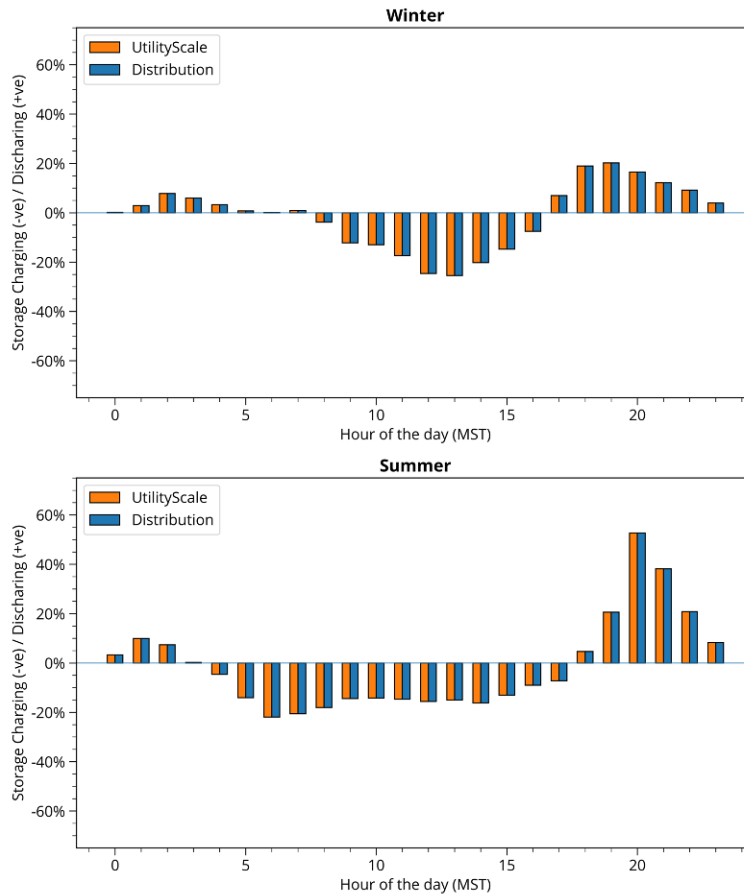 Winter
UtilityScale
Distribution
60%
40%
20%
0%
-20%
-40%
-60%
Storage Charging (-ve) / Discharing (+ve)
0 5 10 15 20
Hour of the day (MST)
Summer
UtilityScale
Distribution
60%
40%
20%
0%
-20%
-40%
-60%
Storage Charging (-ve) / Discharing (+ve)
0 5 10 15 20
Hour of the day (MST)